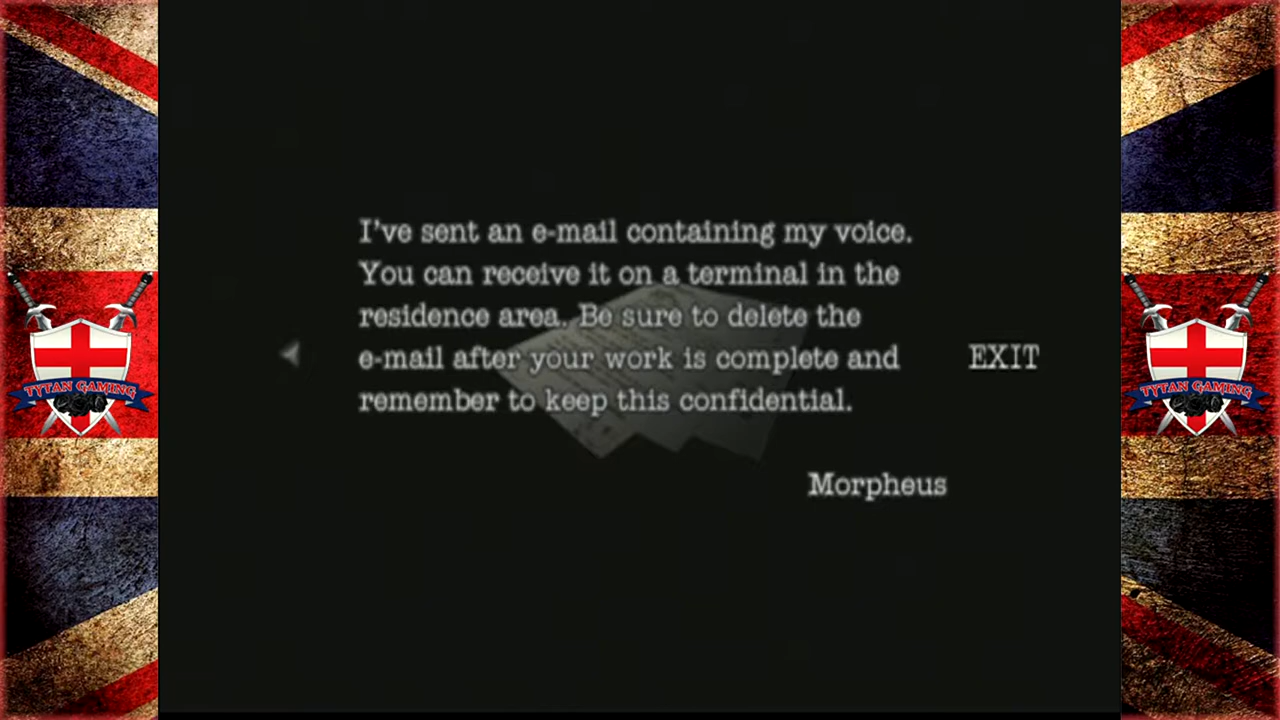 I've sent an e-mail containing my voice.
You can receive it on a terminal in the
residence area. Be sure to delete the
e-mail after your work is complete and
remember to keep this confidential.
EXIT
Morpheus
TYTAN GAMING
TYTAN GAMING